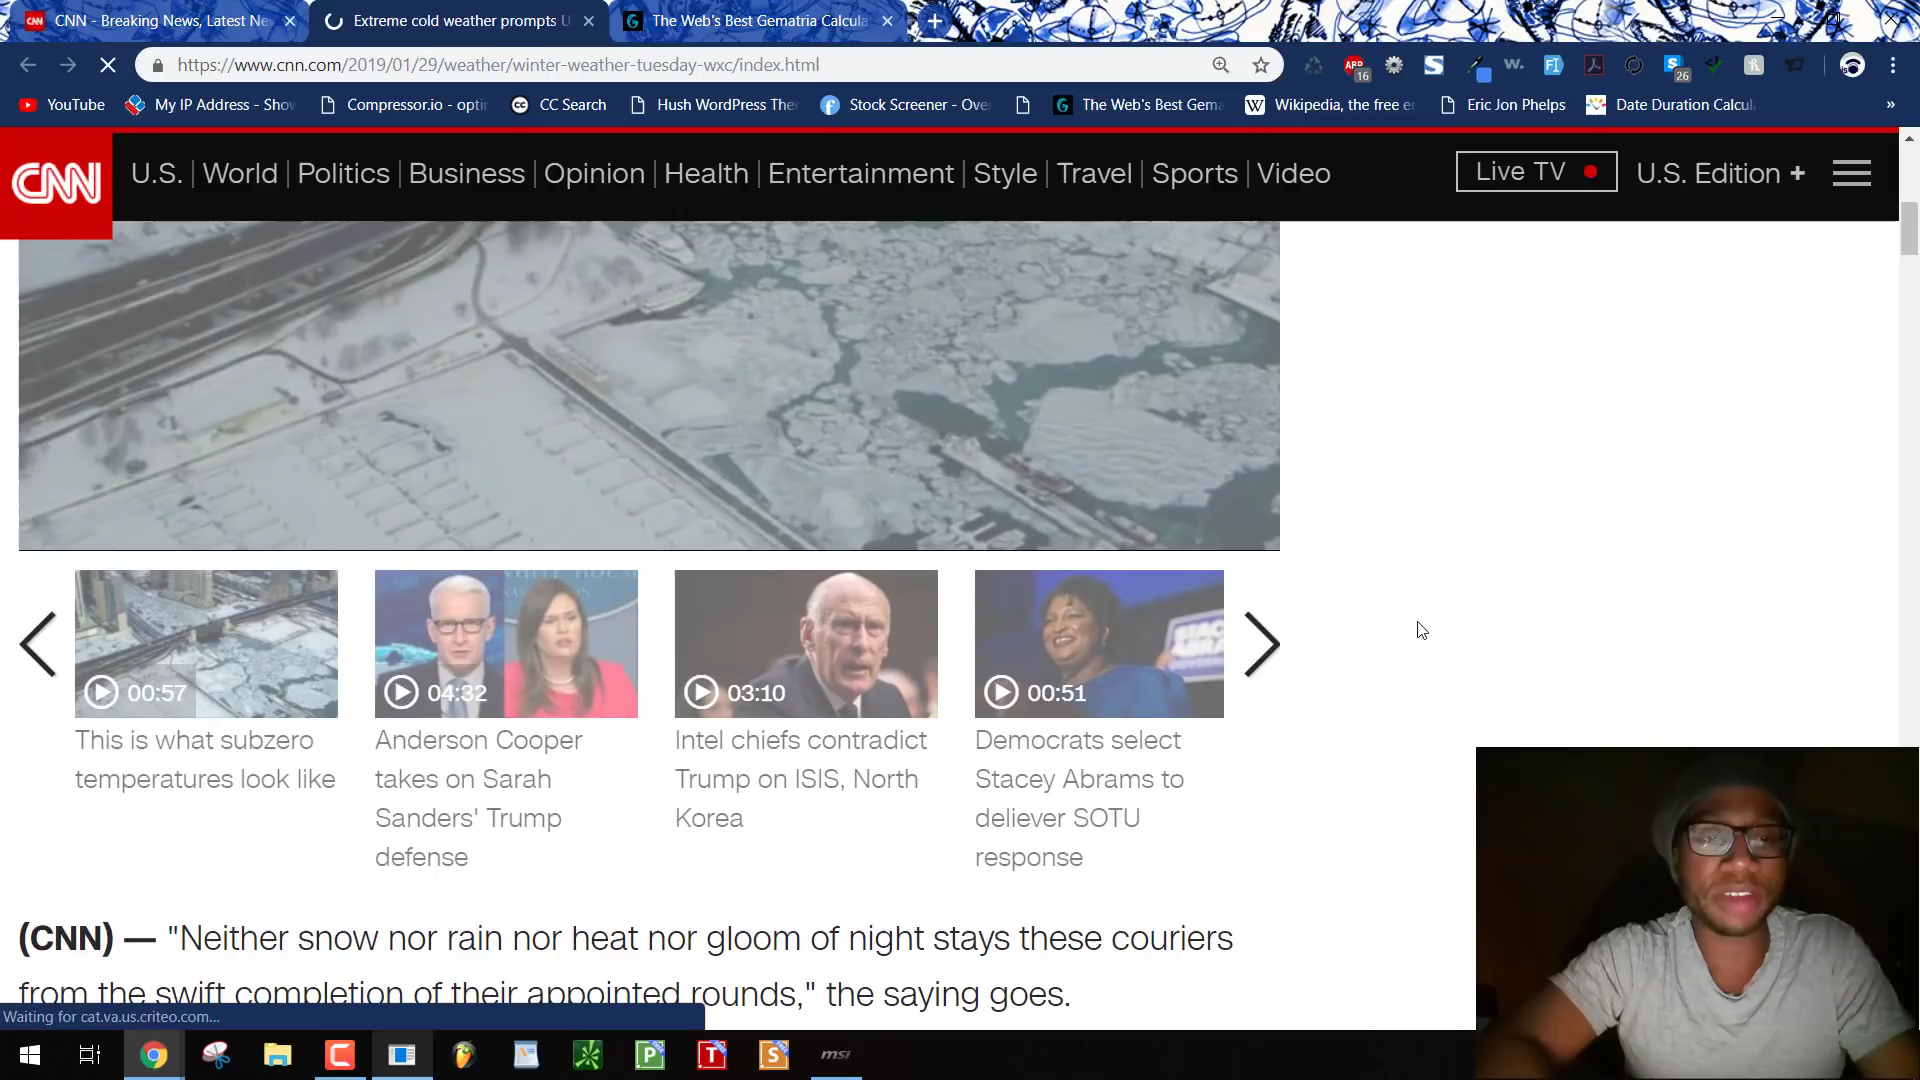 CNN - Breaking News, Latest Ne
Extreme cold weather prompts U
The Web's Best Gematria Calcula
https://www.cnn.com/2019/01/29/weather/winter-weather-tuesday-wxc/index.html
ABP
16
26
YouTube
My IP Address - Sho
Compressor.io - opti
CC Search
Hush WordPress The
Stock Screener - Ove
The Web's Best Gem
Wikipedia, the free e
Eric Jon Phelps
Date Duration Calcul
»
CNN
U.S.
World
Politics
Business
Opinion
Health
Entertainment
Style
Travel
Sports
Video
Live TV
U.S. Edition +
00:57
04:32
03:10
00:51
This is what subzero
temperatures look like
Anderson Cooper
takes on Sarah
Sanders' Trump
defense
Intel chiefs contradict
Trump on ISIS, North
Korea
Democrats select
Stacey Abrams to
deliever SOTU
response
(CNN) — "Neither snow nor rain nor heat nor gloom of night stays these couriers
from the swift completion of their appointed rounds," the saying goes.
Waiting for cat.va.us.criteo.com...
P
T
S
msi